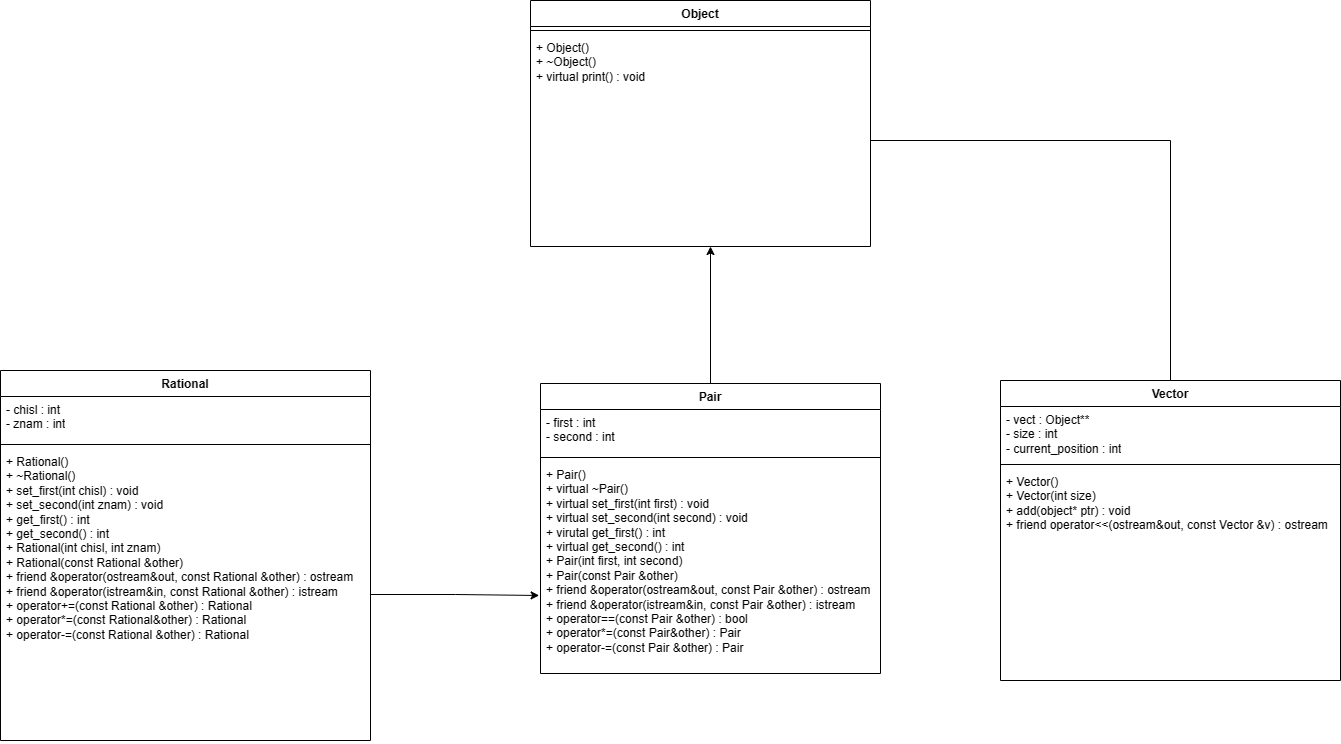 Object
+ Object()
+ ~Object()
+ virtual print() : void
Rational
- chisl : int
- znam : int
+ Rational()
+ ~Rational()
+ set_first(int chisl) : void
+ set_second(int znam) : void
+ get_first() : int
+ get_second() : int
+ Rational(int chisl, int znam)
+ Rational(const Rational &other)
+ friend &operator(ostream&out, const Rational &other) : ostream
+ friend &operator(istream&in, const Rational &other) : istream
+ operator+=(const Rational &other) : Rational
+ operator*=(const Rational&other) : Rational
+ operator-=(const Rational &other) : Rational
Pair
- first : int
- second : int
+ Pair()
+ virtual ~Pair()
+ virtual set_first(int first) : void
+ virtual set_second(int second) : void
+ virutal get_first() : int
+ virtual get_second() : int
+ Pair(int first, int second)
+ Pair(const Pair &other)
+ friend &operator(ostream&out, const Pair &other) : ostream
+ friend &operator(istream&in, const Pair &other) : istream
+ operator==(const Pair &other) : bool
+ operator*=(const Pair&other) : Pair
+ operator-=(const Pair &other) : Pair
Vector
- vect : Object**
- size : int
- current_position : int
+ Vector()
+ Vector(int size)
+ add(object* ptr) : void
+ friend operator<<(ostream&out, const Vector &v) : ostream